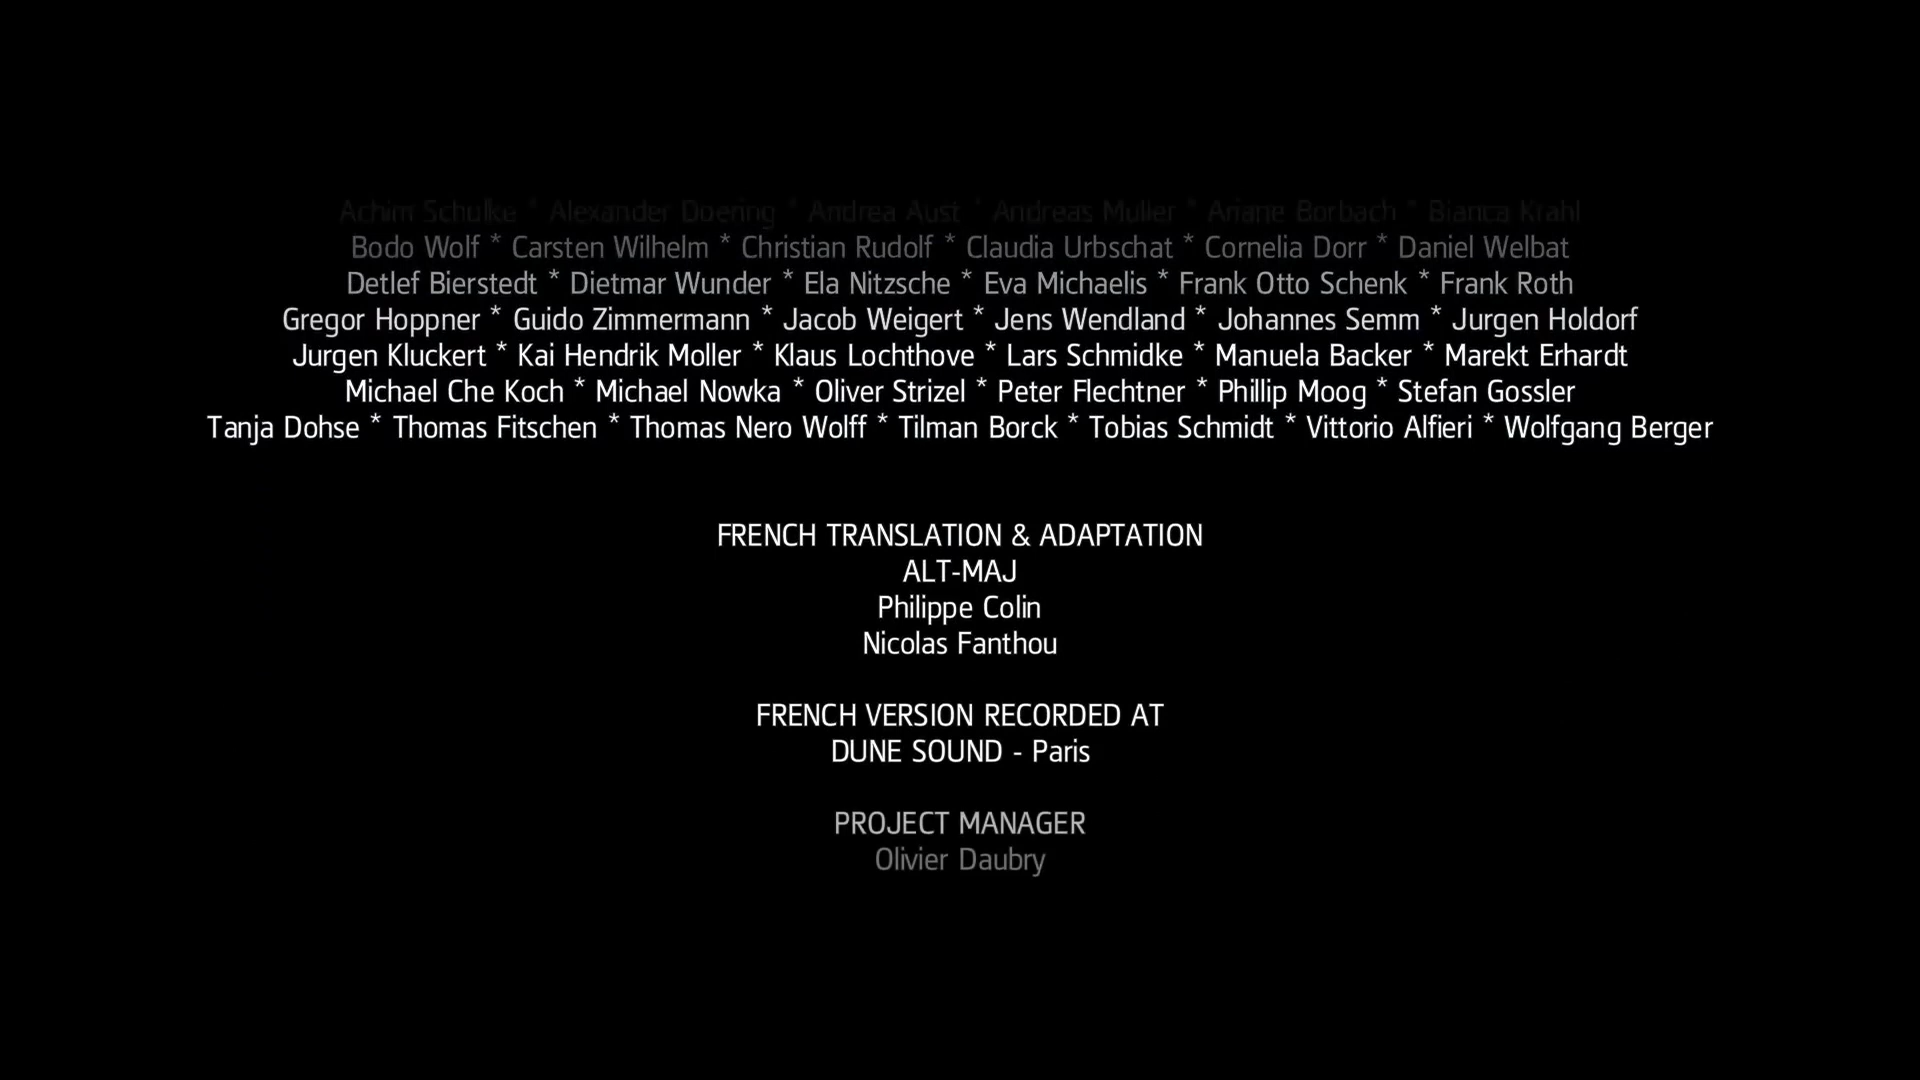 Achim Schulke * Alexander Doering * Andrea Aust * Andreas Muller * Ariane Borbach * Bianca Krahl
Bodo Wolf * Carsten Wilhelm * Christian Rudolf * Claudia Urbschat * Cornelia Dorr * Daniel Welbat
Detlef Bierstedt * Dietmar Wunder * Ela Nitzsche * Eva Michaelis * Frank Otto Schenk * Frank Roth
Gregor Hoppner * Guido Zimmermann * Jacob Weigert * Jens Wendland * Johannes Semm * Jurgen Holdorf
Jurgen Kluckert * Kai Hendrik Moller * Klaus Lochthove * Lars Schmidke * Manuela Backer * Marekt Erhardt
Michael Che Koch * Michael Nowka * Oliver Strizel * Peter Flechtner * Phillip Moog * Stefan Gossler
Tanja Dohse * Thomas Fitschen * Thomas Nero Wolff * Tilman Borck * Tobias Schmidt * Vittorio Alfieri * Wolfgang Berger
FRENCH TRANSLATION & ADAPTATION
ALT-MAJ
Philippe Colin
Nicolas Fanthou
FRENCH VERSION RECORDED AT
DUNE SOUND - Paris
PROJECT MANAGER
Olivier Daubry